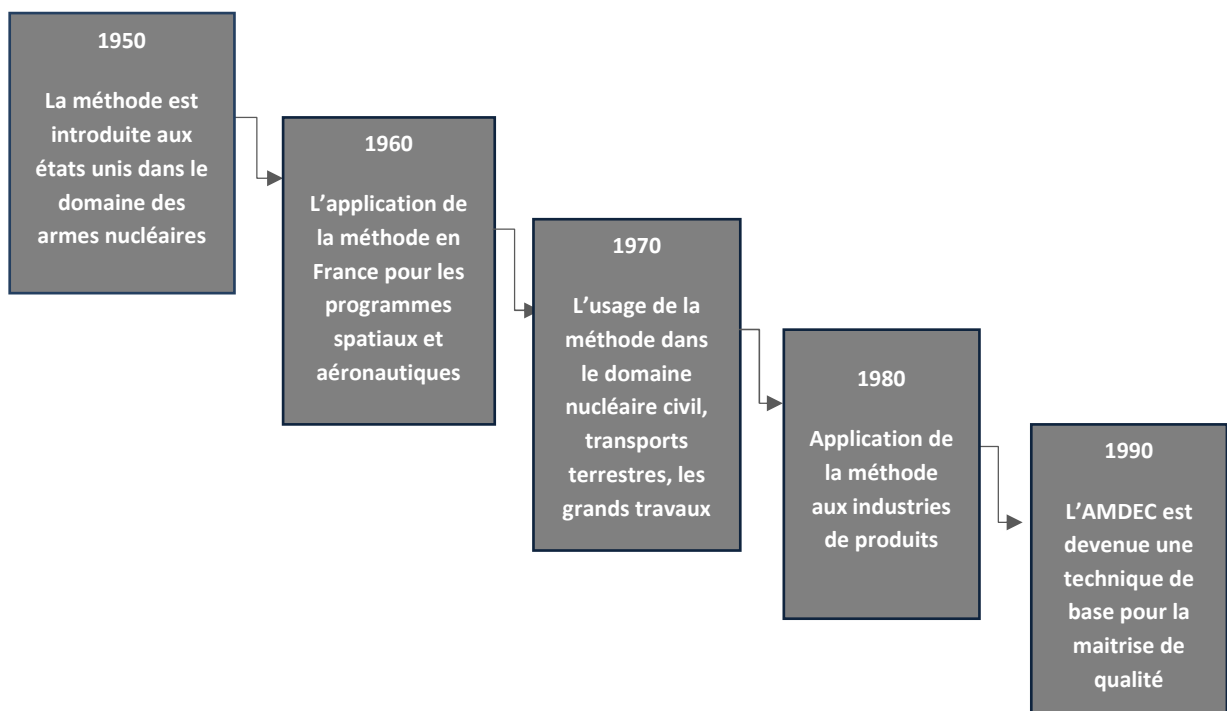 1950
La méthode est
introduite aux
états unis dans le
domaine des
armes nucléaires
1960
L’application de
la méthode en
France pour les
programmes
spatiaux et
aéronautiques
1970
L’usage de la
méthode dans
le domaine
nucléaire civil,
transports
terrestres, les
grands travaux
1980
Application de
la méthode
aux industries
de produits
1990
L’AMDEC est
devenue une
technique de
base pour la
maitrise de
qualité